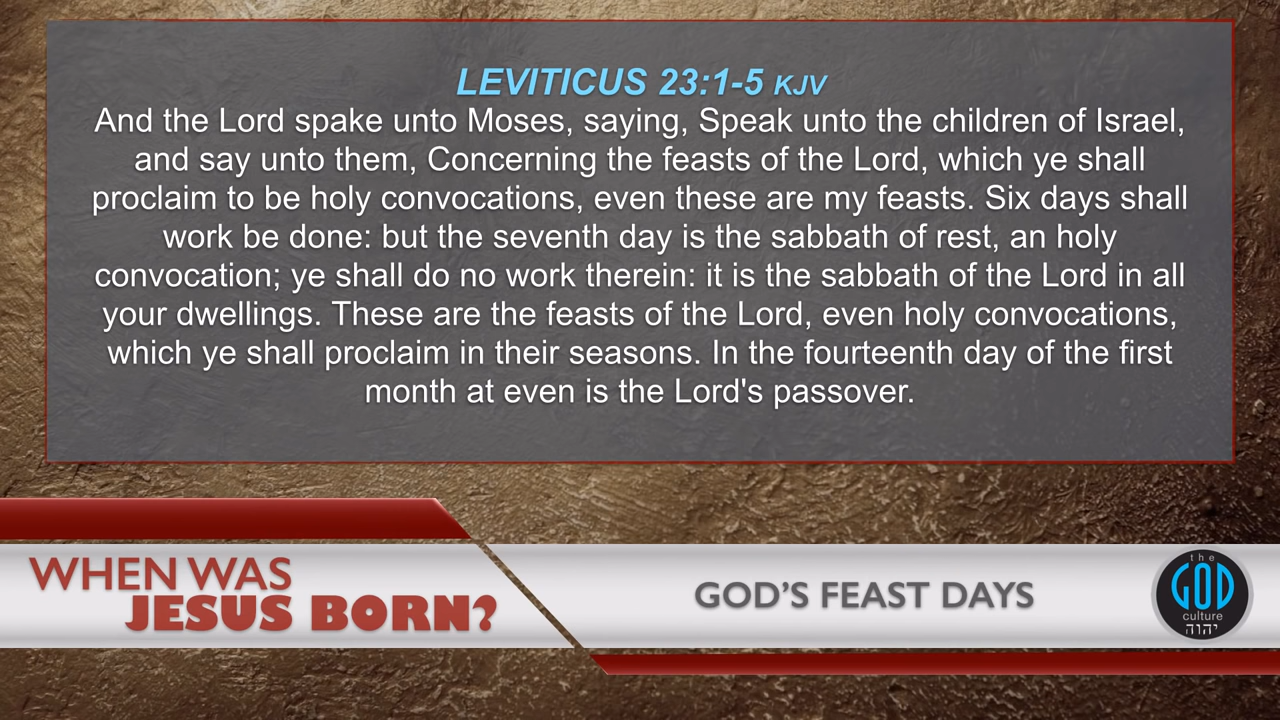 LEVITICUS 23:1-5 KJV
And the Lord spake unto Moses, saying, Speak unto the children of Israel,
and say unto them, Concerning the feasts of the Lord, which ye shall
proclaim to be holy convocations, even these are my feasts. Six days shall
work be done: but the seventh day is the sabbath of rest, an holy
convocation; ye shall do no work therein: it is the sabbath of the Lord in all
your dwellings. These are the feasts of the Lord, even holy convocations,
which ye shall proclaim in their seasons. In the fourteenth day of the first
month at even is the Lord's passover.
WHEN WAS
JESUS BORN?
GOD’S FEAST DAYS
the
GOD
culture
יהוה